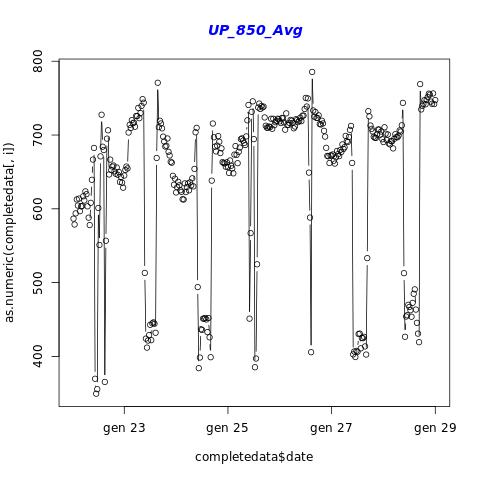 UP_850_Avg
as.numeric(completedata[, i])
800
700
600
500
400
gen 23
gen 25
gen 27
gen 29
completedata$date